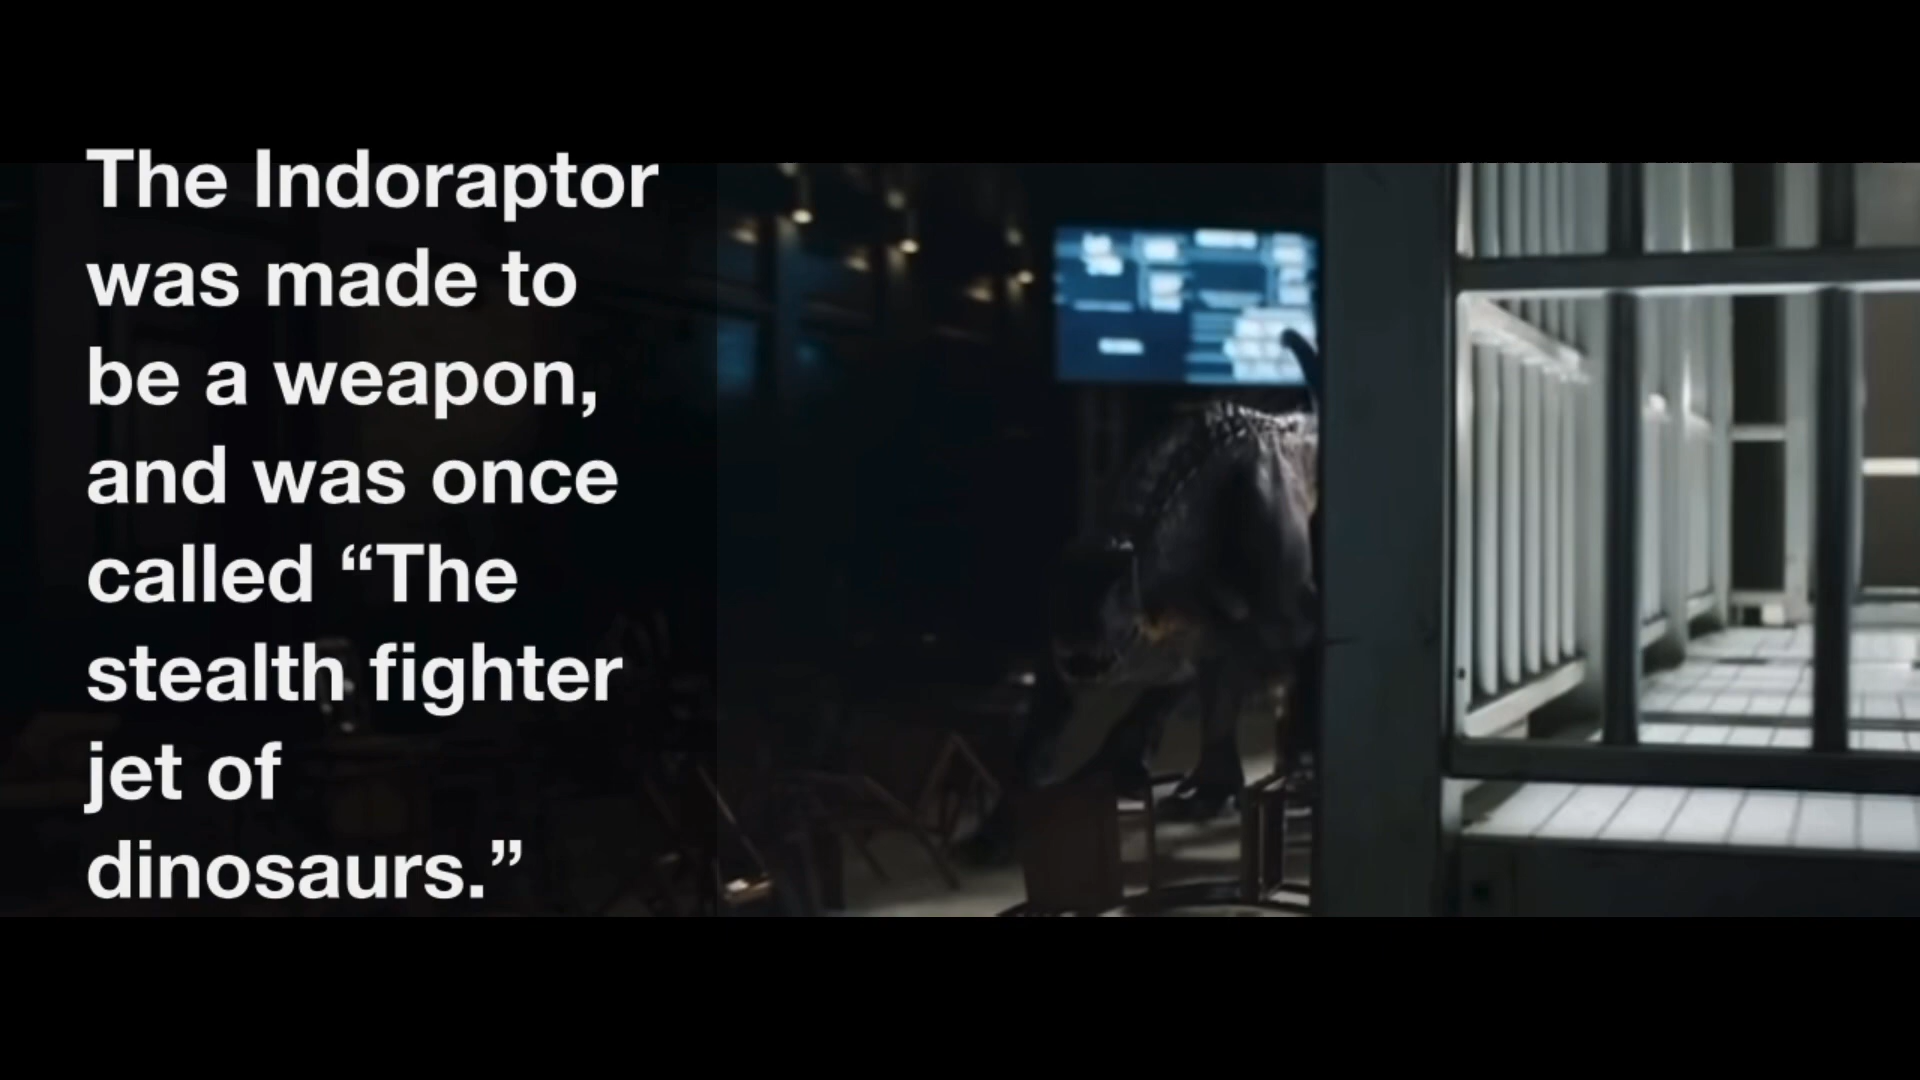 The Indoraptor
was made to
be a weapon,
and was once
called “The
stealth fighter
jet of
dinosaurs.”